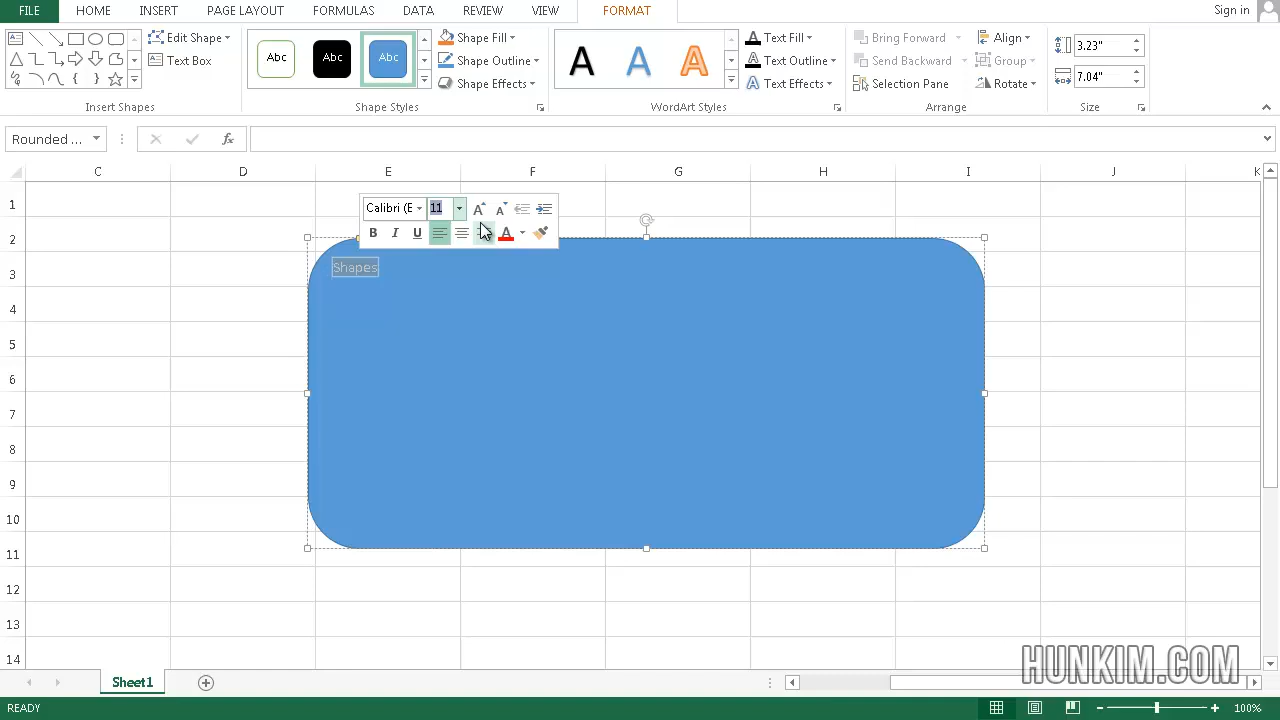 FILE HOME INSERT PAGE LAYOUT FORMULAS DATA REVIEW VIEW FORMAT Sign in
Edit Shape Text Box
Insert Shapes
Abc Abc Abc
Shape Fill
Shape Outline
Shape Effects
Shape Styles
A A A
Text Fill
Text Outline
Text Effects
WordArt Styles
Bring Forward
Send Backward
Selection Pane
Align
Group
Rotate
Arrange
3.23"
7.04"
Size
Rounded ... fx
C D E F G H I J K
Calibri (E 11 A A
B I U A
Shapes
1
2
3
4
5
6
7
8
9
10
11
12
13
14
HUNKIM.COM
Sheet1
READY 100%